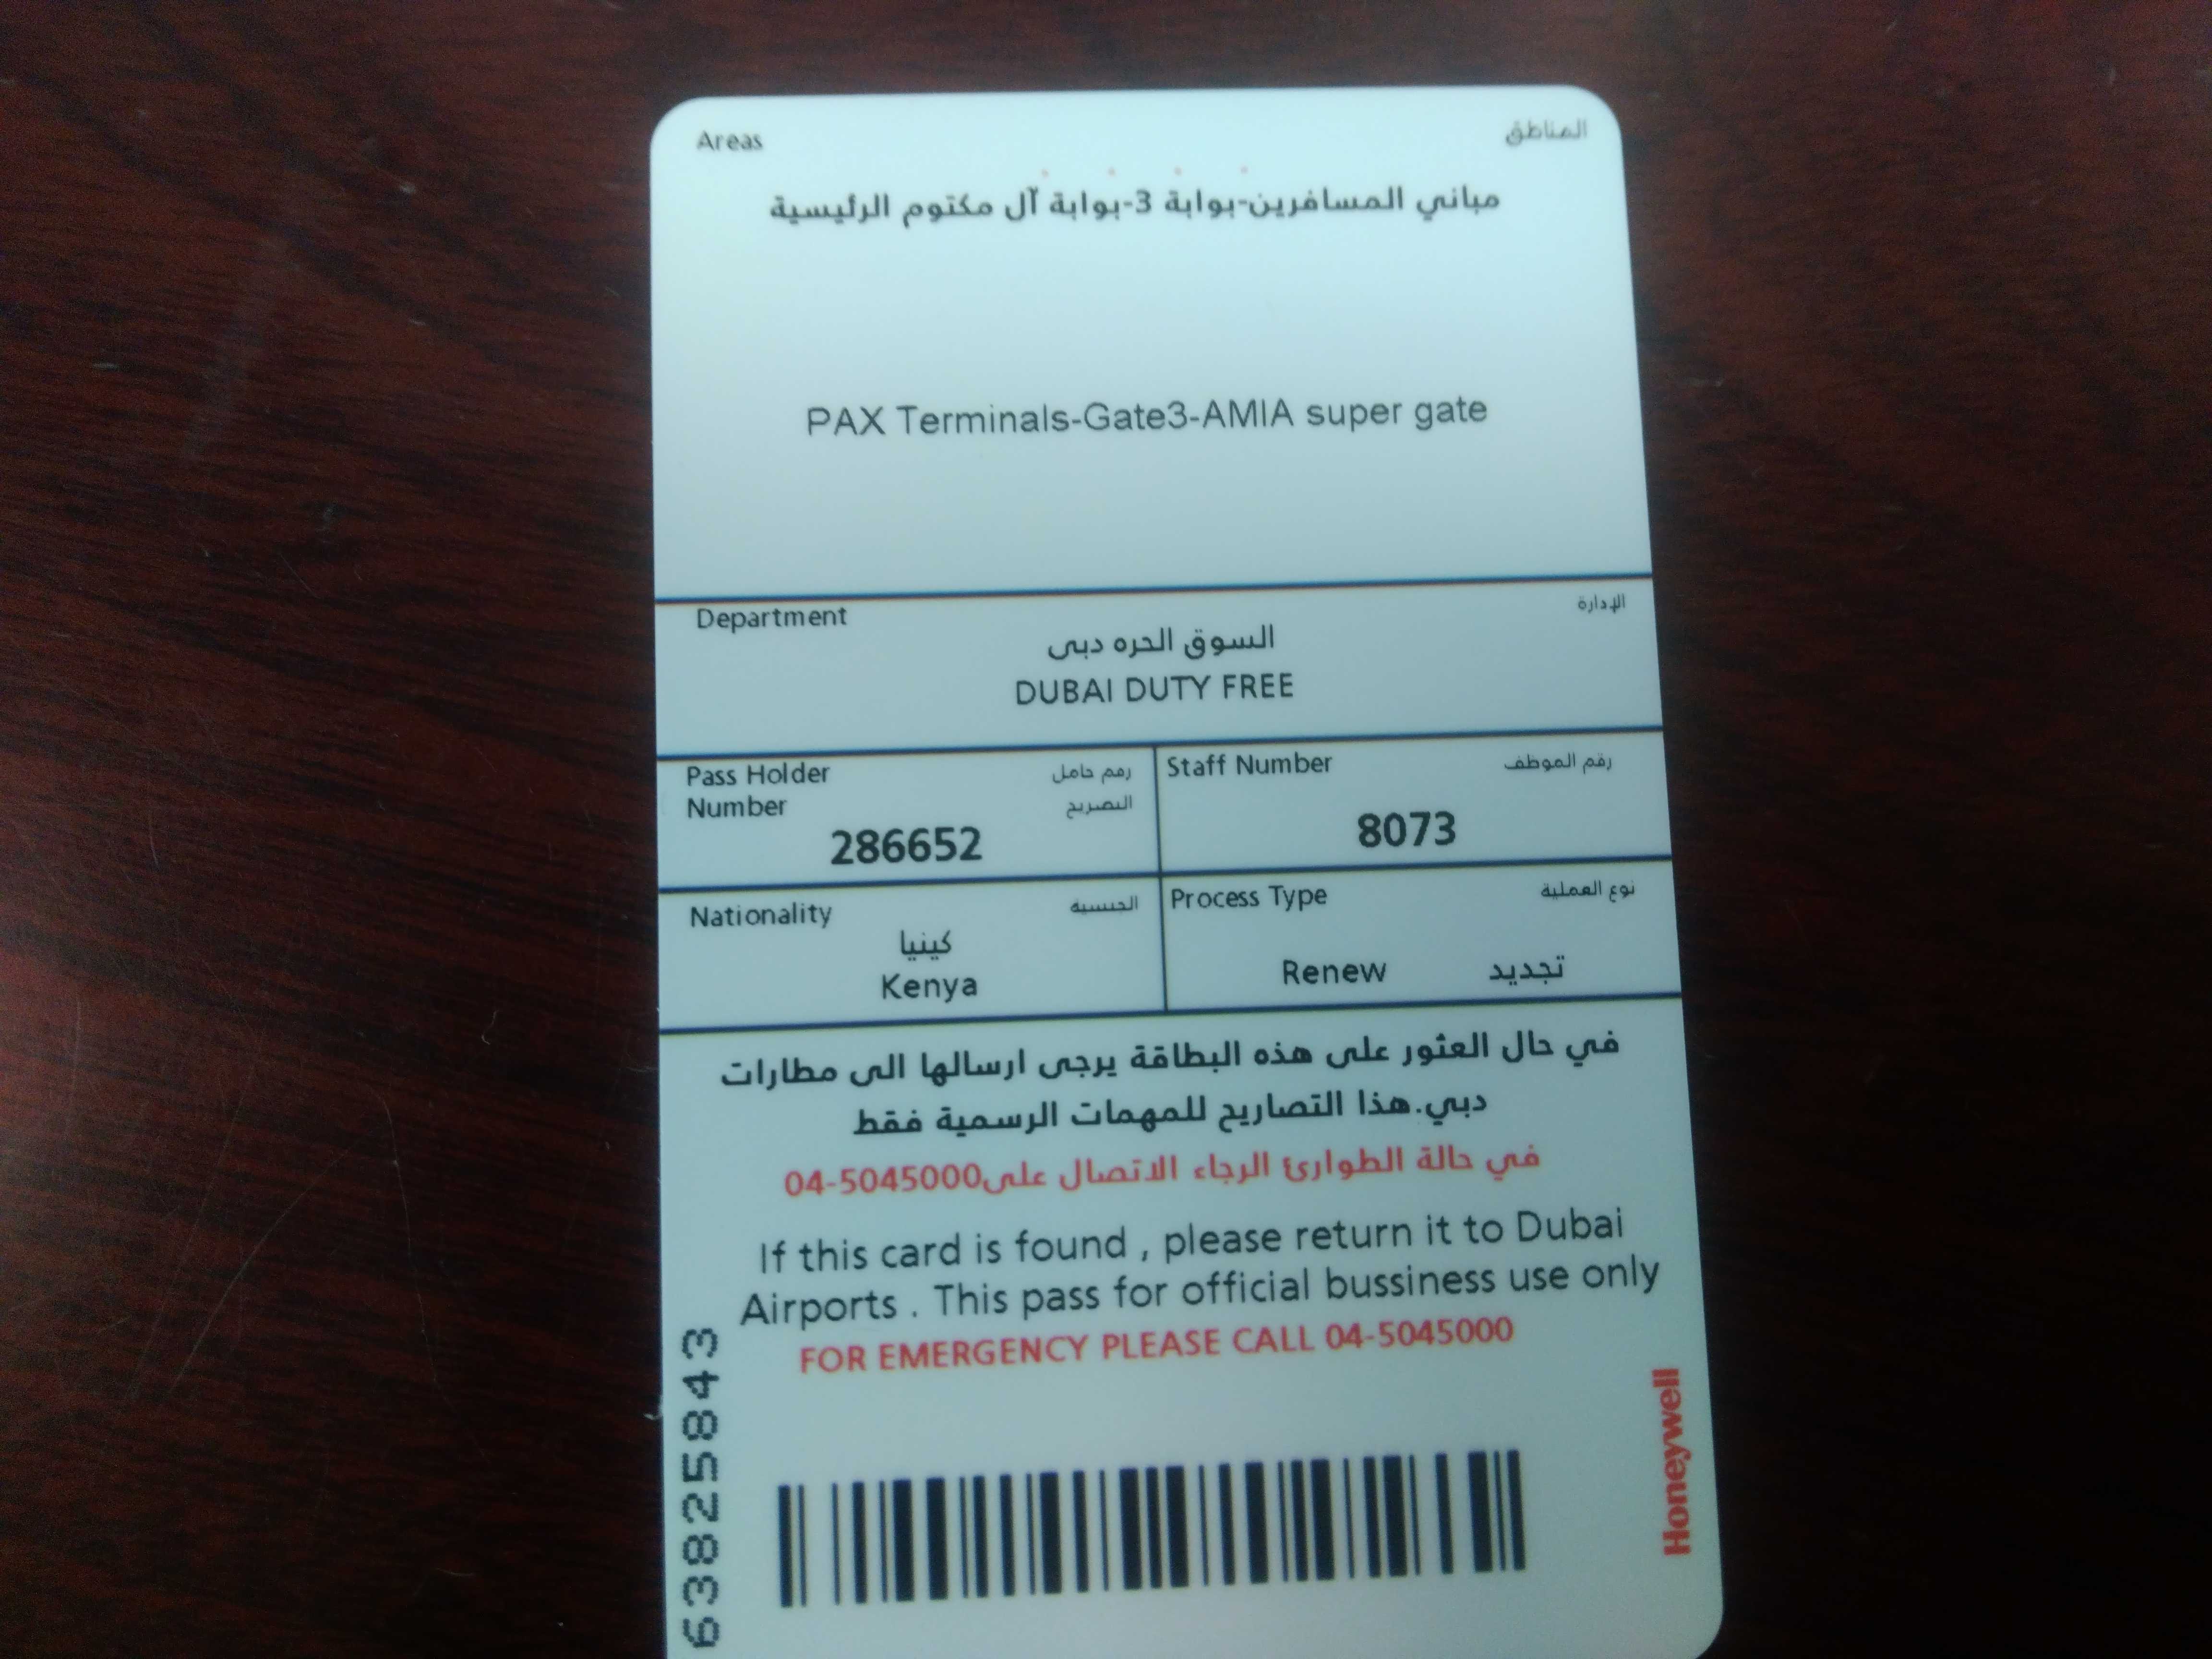 Areas المناطق
مباني المسافرين-بوابة 3-بوابة آل مكتوم الرئيسية
PAX Terminals-Gate3-AMIA super gate
Department الإدارة
السوق الحره دبى
DUBAI DUTY FREE
Pass Holder رقم حامل
Number التصريح
286652
Staff Number رقم الموظف
8073
Nationality الجنسية
كينيا
Kenya
Process Type نوع العملية
Renew تجديد
في حال العثور على هذه البطاقة يرجى ارسالها الى مطارات
دبي.هذا التصاريح للمهمات الرسمية فقط
في حالة الطوارئ الرجاء الاتصال على04-5045000
If this card is found , please return it to Dubai
Airports . This pass for official bussiness use only
FOR EMERGENCY PLEASE CALL 04-5045000
63825843
Honeywell